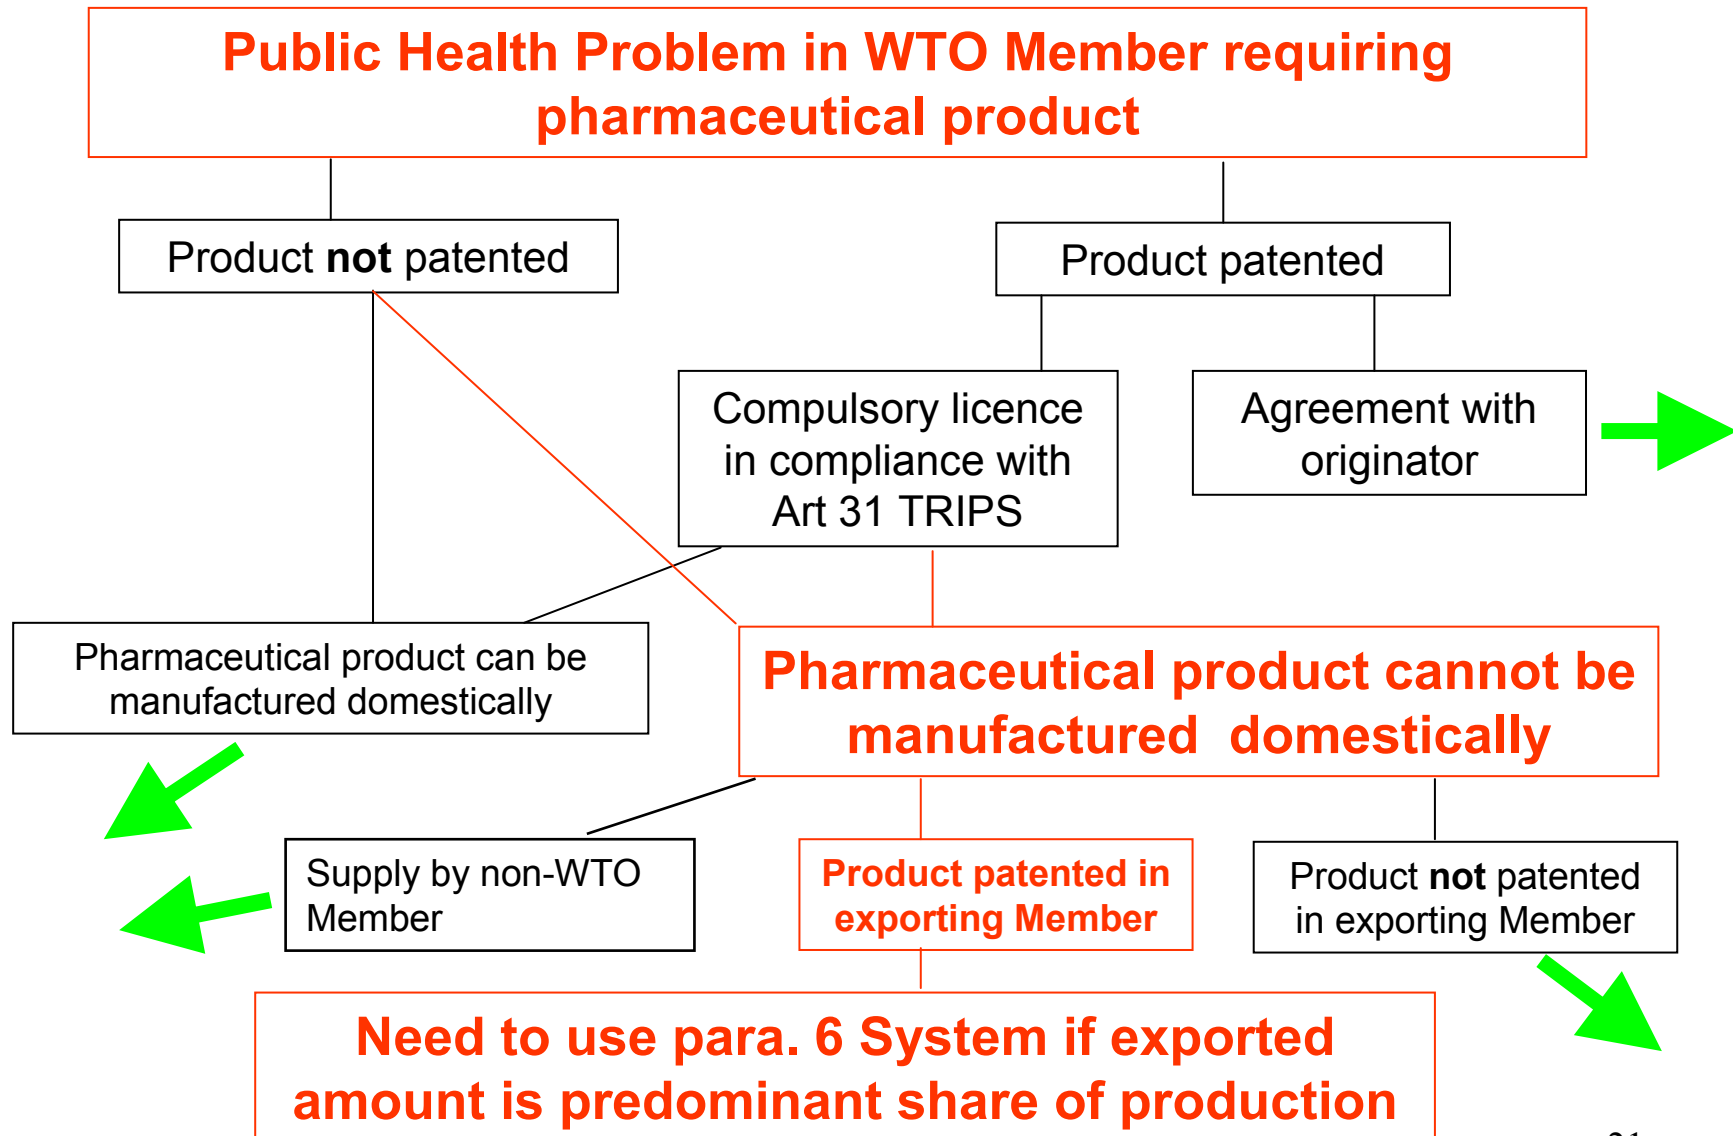 Public Health Problem in WTO Member requiring
pharmaceutical product
Product not patented
Product patented
Compulsory licence
in compliance with
Art 31 TRIPS
Agreement with
originator
Pharmaceutical product can be
manufactured domestically
Pharmaceutical product cannot be
manufactured domestically
Supply by non-WTO
Member
Product patented in
exporting Member
Product not patented
in exporting Member
Need to use para. 6 System if exported
amount is predominant share of production